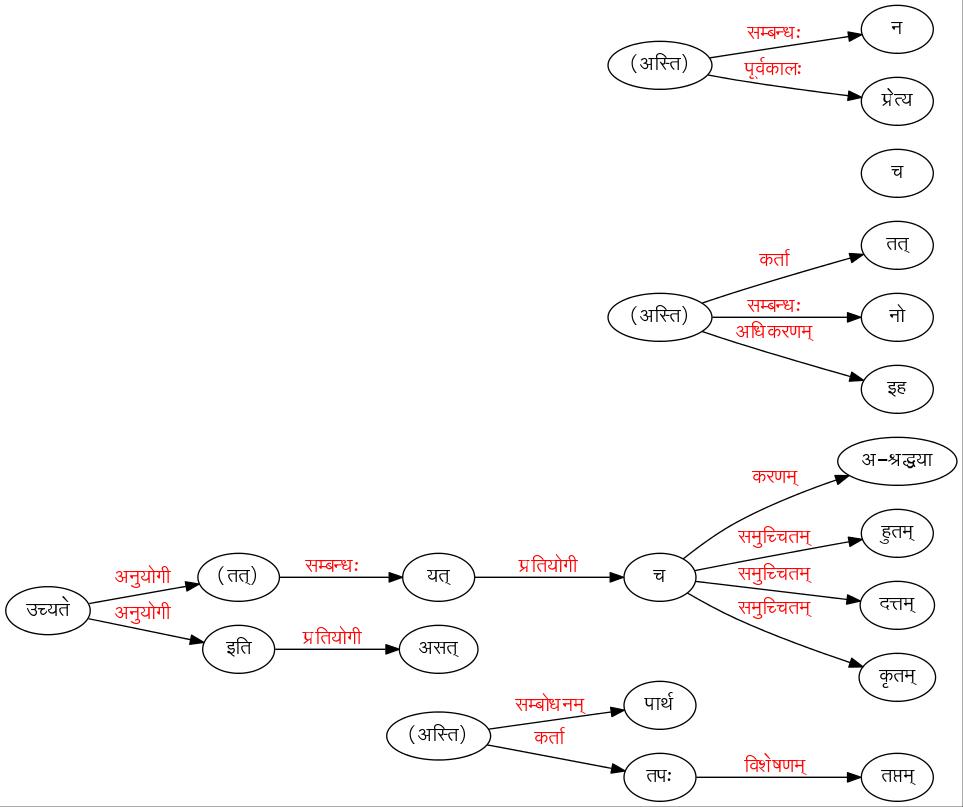 न
सम्बन्धः
(अस्ति)
पूर्वकालः
प्रेत्य
च
तत्
कर्ता
सम्बन्धः
(अस्ति)
नो
अधिकरणम्
इह
अ-श्रद्धया
करणम्
हुतम्
समुच्चितम्
अनुयोगी
(तत्)
सम्बन्धः
यत्
प्रतियोगी
च
समुच्चितम्
दत्तम्
उच्यते
अनुयोगी
समुच्चितम्
इति
प्रतियोगी
असत्
कृतम्
सम्बोधनम्
पार्थ
(अस्ति)
कर्ता
तपः
विशेषणम्
तप्तम्